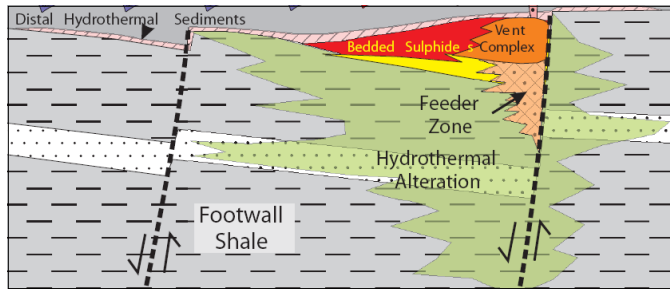 Distal Hydrothermal Sediments
Vent
Bedded Sulphides Complex
Feeder
Zone
Hydrothermal
Alteration
Footwall
Shale